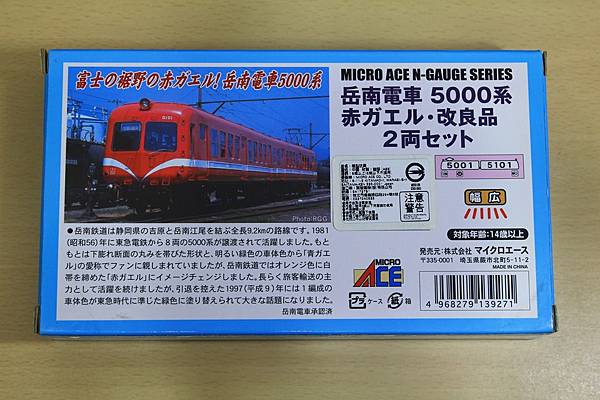 富士の裾野の赤ガエル!岳南電車5000系
Photo:RGG
●岳南鉄道は静岡県の吉原と岳南江尾を結ぶ全長9.2kmの路線です。1981
(昭和56)年に東急電鉄から8両の5000系が譲渡されて活躍しました。もと
もとは下膨れ断面の丸みを帯びた形状と、明るい緑色の車体色から「青ガエ
ル」の愛称でファンに親しまれていましたが、岳南鉄道ではオレンジ色に白
帯を締めた「赤ガエル」にイメージチェンジしました。長らく旅客輸送の主力
として活躍を続けましたが、引退を控えた1997(平成9)年には1編成の
車体色が東急時代に準じた緑色に塗り替えられて大きな話題になりました。
岳南電車承認済
MICRO ACE N-GAUGE SERIES
岳南電車 5000系
赤ガエル・改良品
2両セット
5001 5101
幅広
注意
警告
対象年齢:14歳以上
MICRO
ACE
プラ ケース
紙 箱
発売元:株式会社 マイクロエース
〒335-0001 埼玉県蕨市北町5-11-2
MADE IN CHINA
4 968279 139271